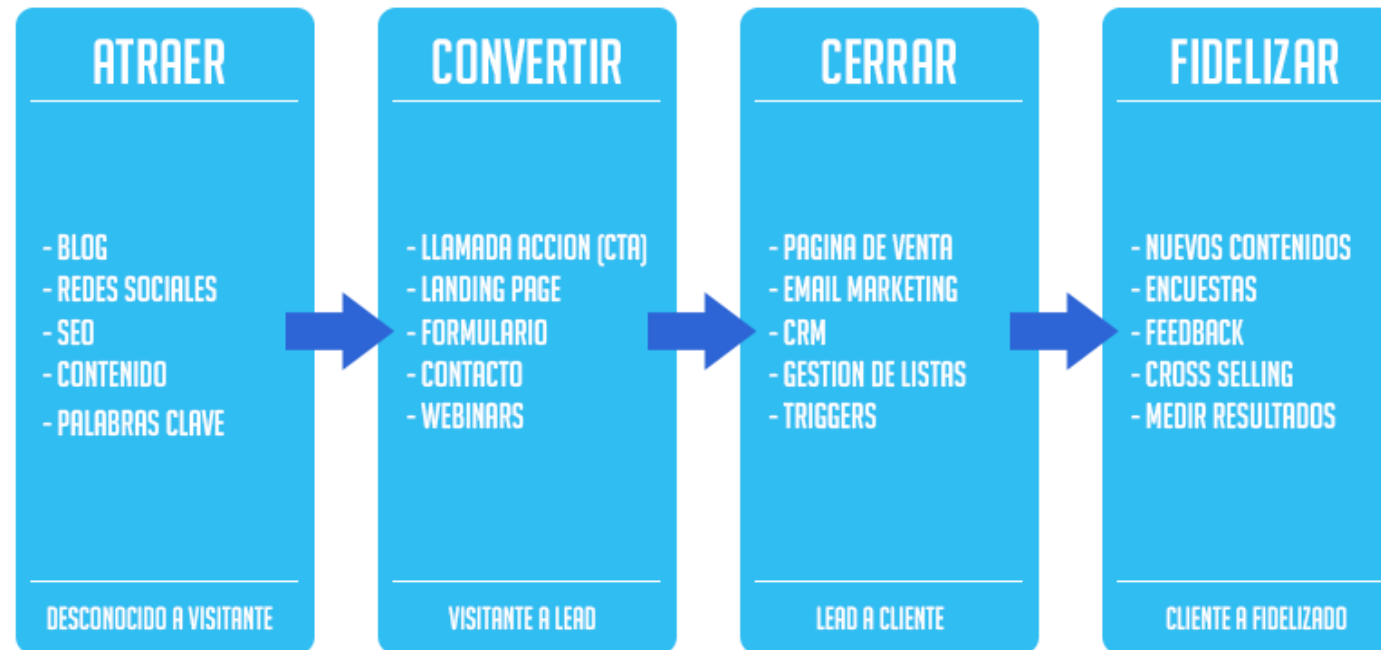 ATRAER
- BLOG
- REDES SOCIALES
- SEO
- CONTENIDO
- PALABRAS CLAVE
DESCONOCIDO A VISITANTE
CONVERTIR
- LLAMADA ACCION (CTA)
- LANDING PAGE
- FORMULARIO
- CONTACTO
- WEBINARS
VISITANTE A LEAD
CERRAR
- PAGINA DE VENTA
- EMAIL MARKETING
- CRM
- GESTION DE LISTAS
- TRIGGERS
LEAD A CLIENTE
FIDELIZAR
- NUEVOS CONTENIDOS
- ENCUESTAS
- FEEDBACK
- CROSS SELLING
- MEDIR RESULTADOS
CLIENTE A FIDELIZADO